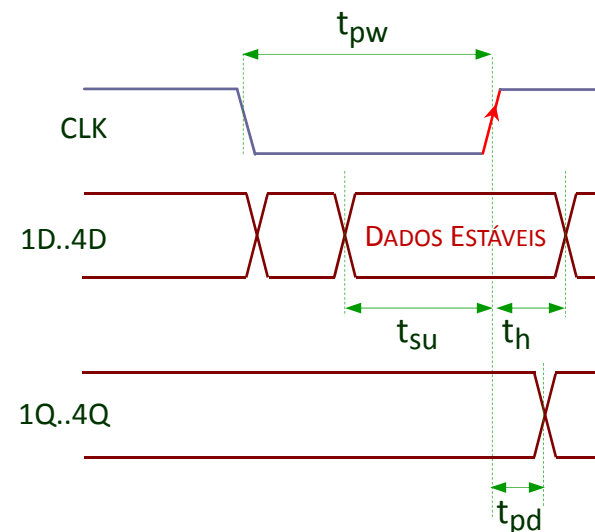 tpw
CLK
1D..4D
DADOS ESTÁVEIS
tsu
th
1Q..4Q
tpd